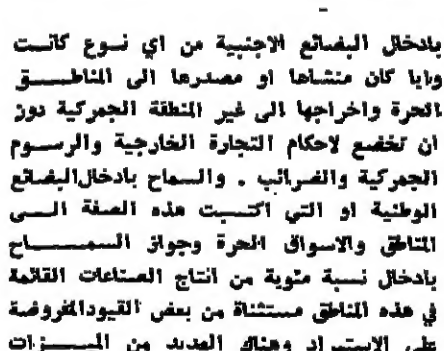 بادخال البضائع الاجنبية من اي نوع كانت
وايا كان منشاها او مصدرها الى المناطق
الحرة واخراجها الى غير المنطقة الجمركية دون
ان تخضع لاحكام التجارة الخارجية والرسوم
الجمركية والضرائب . والسماح بادخال البضائع
الوطنية او التي اكتسبت هذه الصفة الى
المناطق والاسواق الحرة وجواز السماح
بادخال نسبة مئوية من انتاج الصناعات القائمة
في هذه المناطق مستثناة من بعض القيود المفروضة
على الاستيراد وهناك العديد من الميزات